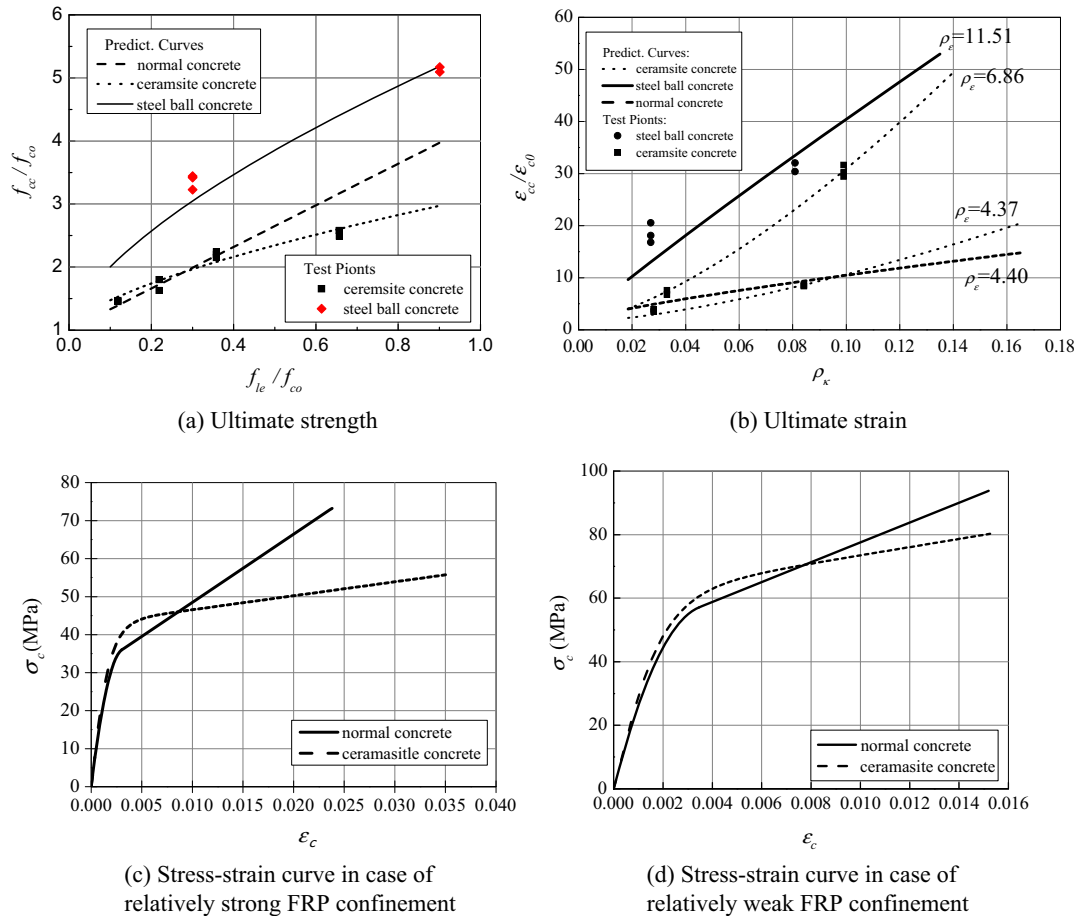 6
5
4
3
2
1
0.0
0.2
0.4
0.6
0.8
1.0
f_cc / f_co
f_le / f_co
Predict. Curves
normal concrete
ceramsite concrete
steel ball concrete
Test Pionts
ceremsite concrete
steel ball concrete
(a) Ultimate strength
60
50
40
30
20
10
0
0.00
0.02
0.04
0.06
0.08
0.10
0.12
0.14
0.16
0.18
ε_cc/ε_c0
ρ_κ
Predict. Curves:
ceramsite concrete
steel ball concrete
normal concrete
Test Pionts:
steel ball concrete
ceramsite concrete
ρ_ε=11.51
ρ_ε=6.86
ρ_ε=4.37
ρ_ε=4.40
(b) Ultimate strain
80
70
60
50
40
30
20
10
0
0.000
0.005
0.010
0.015
0.020
0.025
0.030
0.035
0.040
σ_c(MPa)
ε_c
normal concrete
ceramasitle concrete
(c) Stress-strain curve in case of
relatively strong FRP confinement
100
80
60
40
20
0
0.000
0.002
0.004
0.006
0.008
0.010
0.012
0.014
0.016
σ_c (MPa)
ε_c
normal concrete
ceramasite concrete
(d) Stress-strain curve in case of
relatively weak FRP confinement